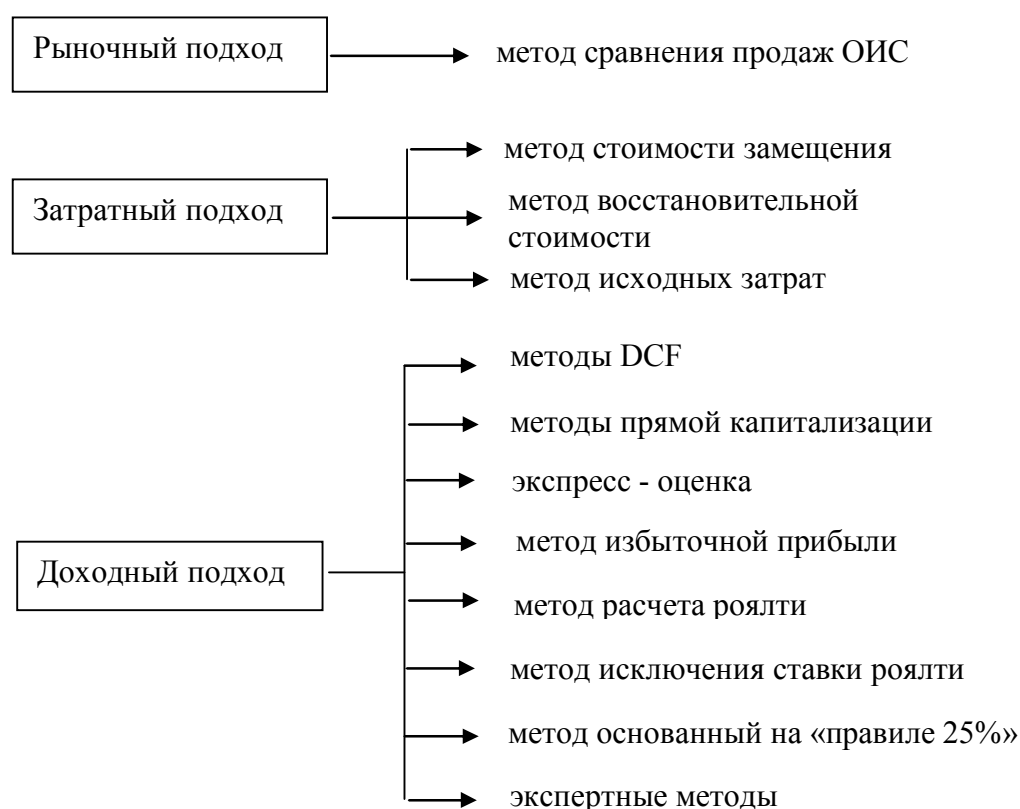 Рыночный подход
метод сравнения продаж ОИС
Затратный подход
метод стоимости замещения
метод восстановительной
стоимости
метод исходных затрат
Доходный подход
методы DCF
методы прямой капитализации
экспресс - оценка
метод избыточной прибыли
метод расчета роялти
метод исключения ставки роялти
метод основанный на «правиле 25%»
экспертные методы